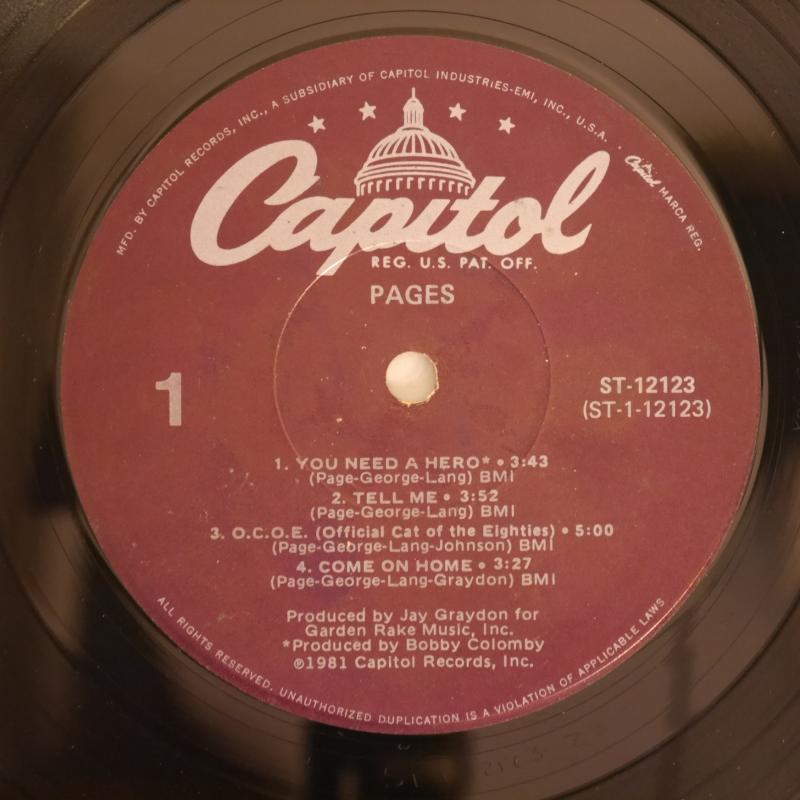 MFD. BY CAPITOL RECORDS, INC., A SUBSIDIARY OF CAPITOL INDUSTRIES-EMI, INC., U.S.A. · Capitol MARCA REG.
Capitol
REG. U.S. PAT. OFF.
PAGES
1
ST-12123
(ST-1-12123)
1. YOU NEED A HERO* • 3:43
(Page-George-Lang) BMI
2. TELL ME • 3:52
(Page-George-Lang) BMI
3. O.C.O.E. (Official Cat of the Eighties) • 5:00
(Page-George-Lang-Johnson) BMI
4. COME ON HOME • 3:27
(Page-George-Lang-Graydon) BMI
Produced by Jay Graydon for
Garden Rake Music, Inc.
*Produced by Bobby Colomby
℗1981 Capitol Records, Inc.
ALL RIGHTS RESERVED. UNAUTHORIZED DUPLICATION IS A VIOLATION OF APPLICABLE LAWS